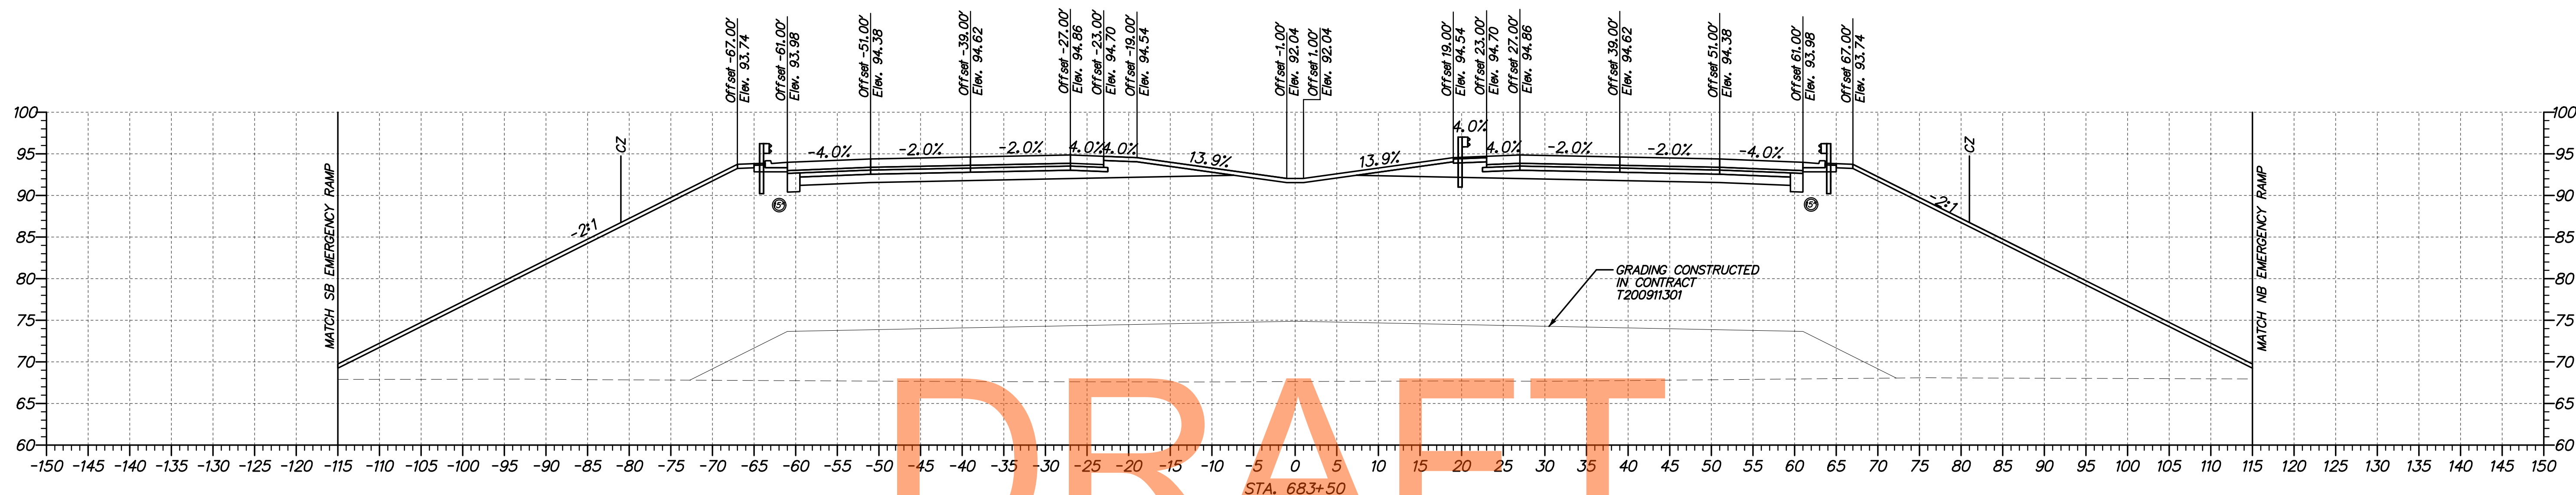 Offset -67.00'
Elev. 93.74
Offset -61.00'
Elev. 93.98
Offset -51.00'
Elev. 94.38
Offset -39.00'
Elev. 94.62
Offset -27.00'
Elev. 94.86
Offset -23.00'
Elev. 94.70
Offset -19.00'
Elev. 94.54
Offset -1.00'
Elev. 92.04
Offset 1.00'
Elev. 92.04
Offset 19.00'
Elev. 94.54
Offset 23.00'
Elev. 94.70
Offset 27.00'
Elev. 94.86
Offset 39.00'
Elev. 94.62
Offset 51.00'
Elev. 94.38
Offset 61.00'
Elev. 93.98
Offset 67.00'
Elev. 93.74
100 100
95 95
90 90
85 85
80 80
75 75
70 70
65 65
60 60
MATCH SB EMERGENCY RAMP
CZ
-2:1
5
-4.0% -2.0% -2.0% 4.0% 4.0% 13.9%
13.9% 4.0% 4.0% -2.0% -2.0% -4.0%
5
-2:1
CZ
MATCH NB EMERGENCY RAMP
GRADING CONSTRUCTED
IN CONTRACT
T200911301
DRAFT
-150 -145 -140 -135 -130 -125 -120 -115 -110 -105 -100 -95 -90 -85 -80 -75 -70 -65 -60 -55 -50 -45 -40 -35 -30 -25 -20 -15 -10 -5 0 5 10 15 20 25 30 35 40 45 50 55 60 65 70 75 80 85 90 95 100 105 110 115 120 125 130 135 140 145 150
STA. 683+50